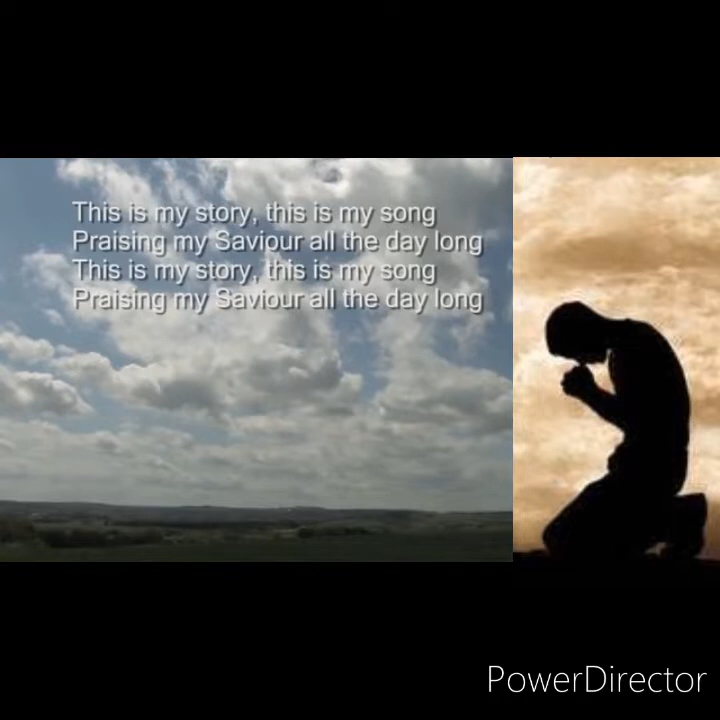 This is my story, this is my song
Praising my Saviour all the day long
This is my story, this is my song
Praising my Saviour all the day long
PowerDirector